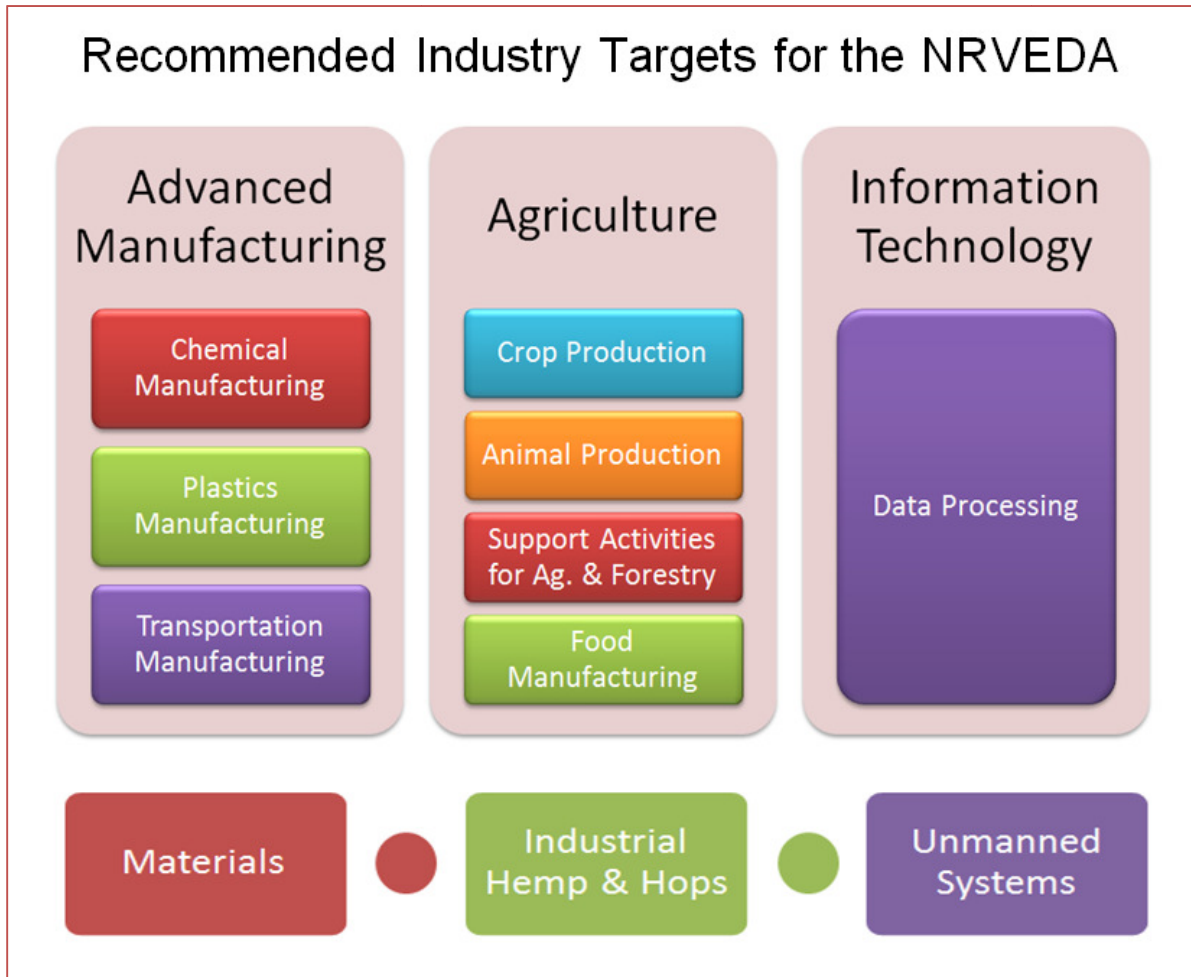 Recommended Industry Targets for the NRVEDA
Advanced
Manufacturing
Chemical
Manufacturing
Plastics
Manufacturing
Transportation
Manufacturing
Agriculture
Crop Production
Animal Production
Support Activities
for Ag. & Forestry
Food
Manufacturing
Information
Technology
Data Processing
Materials
Industrial
Hemp & Hops
Unmanned
Systems